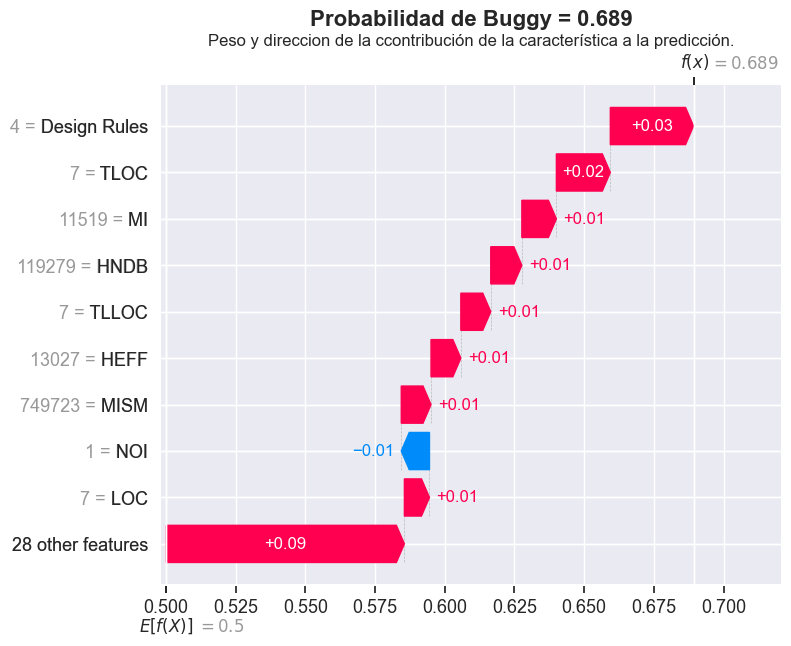 Probabilidad de Buggy = 0.689
Peso y direccion de la ccontribución de la característica a la predicción.
f(x) = 0.689
4 = Design Rules
+0.03
7 = TLOC
+0.02
11519 = MI
+0.01
119279 = HNDB
+0.01
7 = TLLOC
+0.01
13027 = HEFF
+0.01
749723 = MISM
+0.01
1 = NOI
−0.01
7 = LOC
+0.01
28 other features
+0.09
0.500 0.525 0.550 0.575 0.600 0.625 0.650 0.675 0.700
E[f(X)] = 0.5